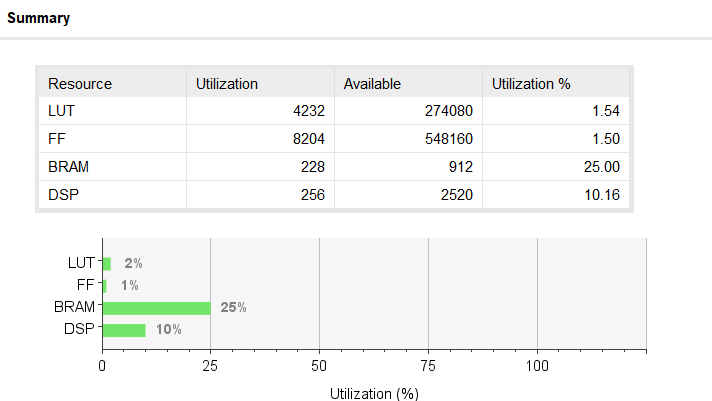 Summary
Resource Utilization Available Utilization %
LUT 4232 274080 1.54
FF 8204 548160 1.50
BRAM 228 912 25.00
DSP 256 2520 10.16
LUT 2%
FF 1%
BRAM 25%
DSP 10%
0 25 50 75 100
Utilization (%)